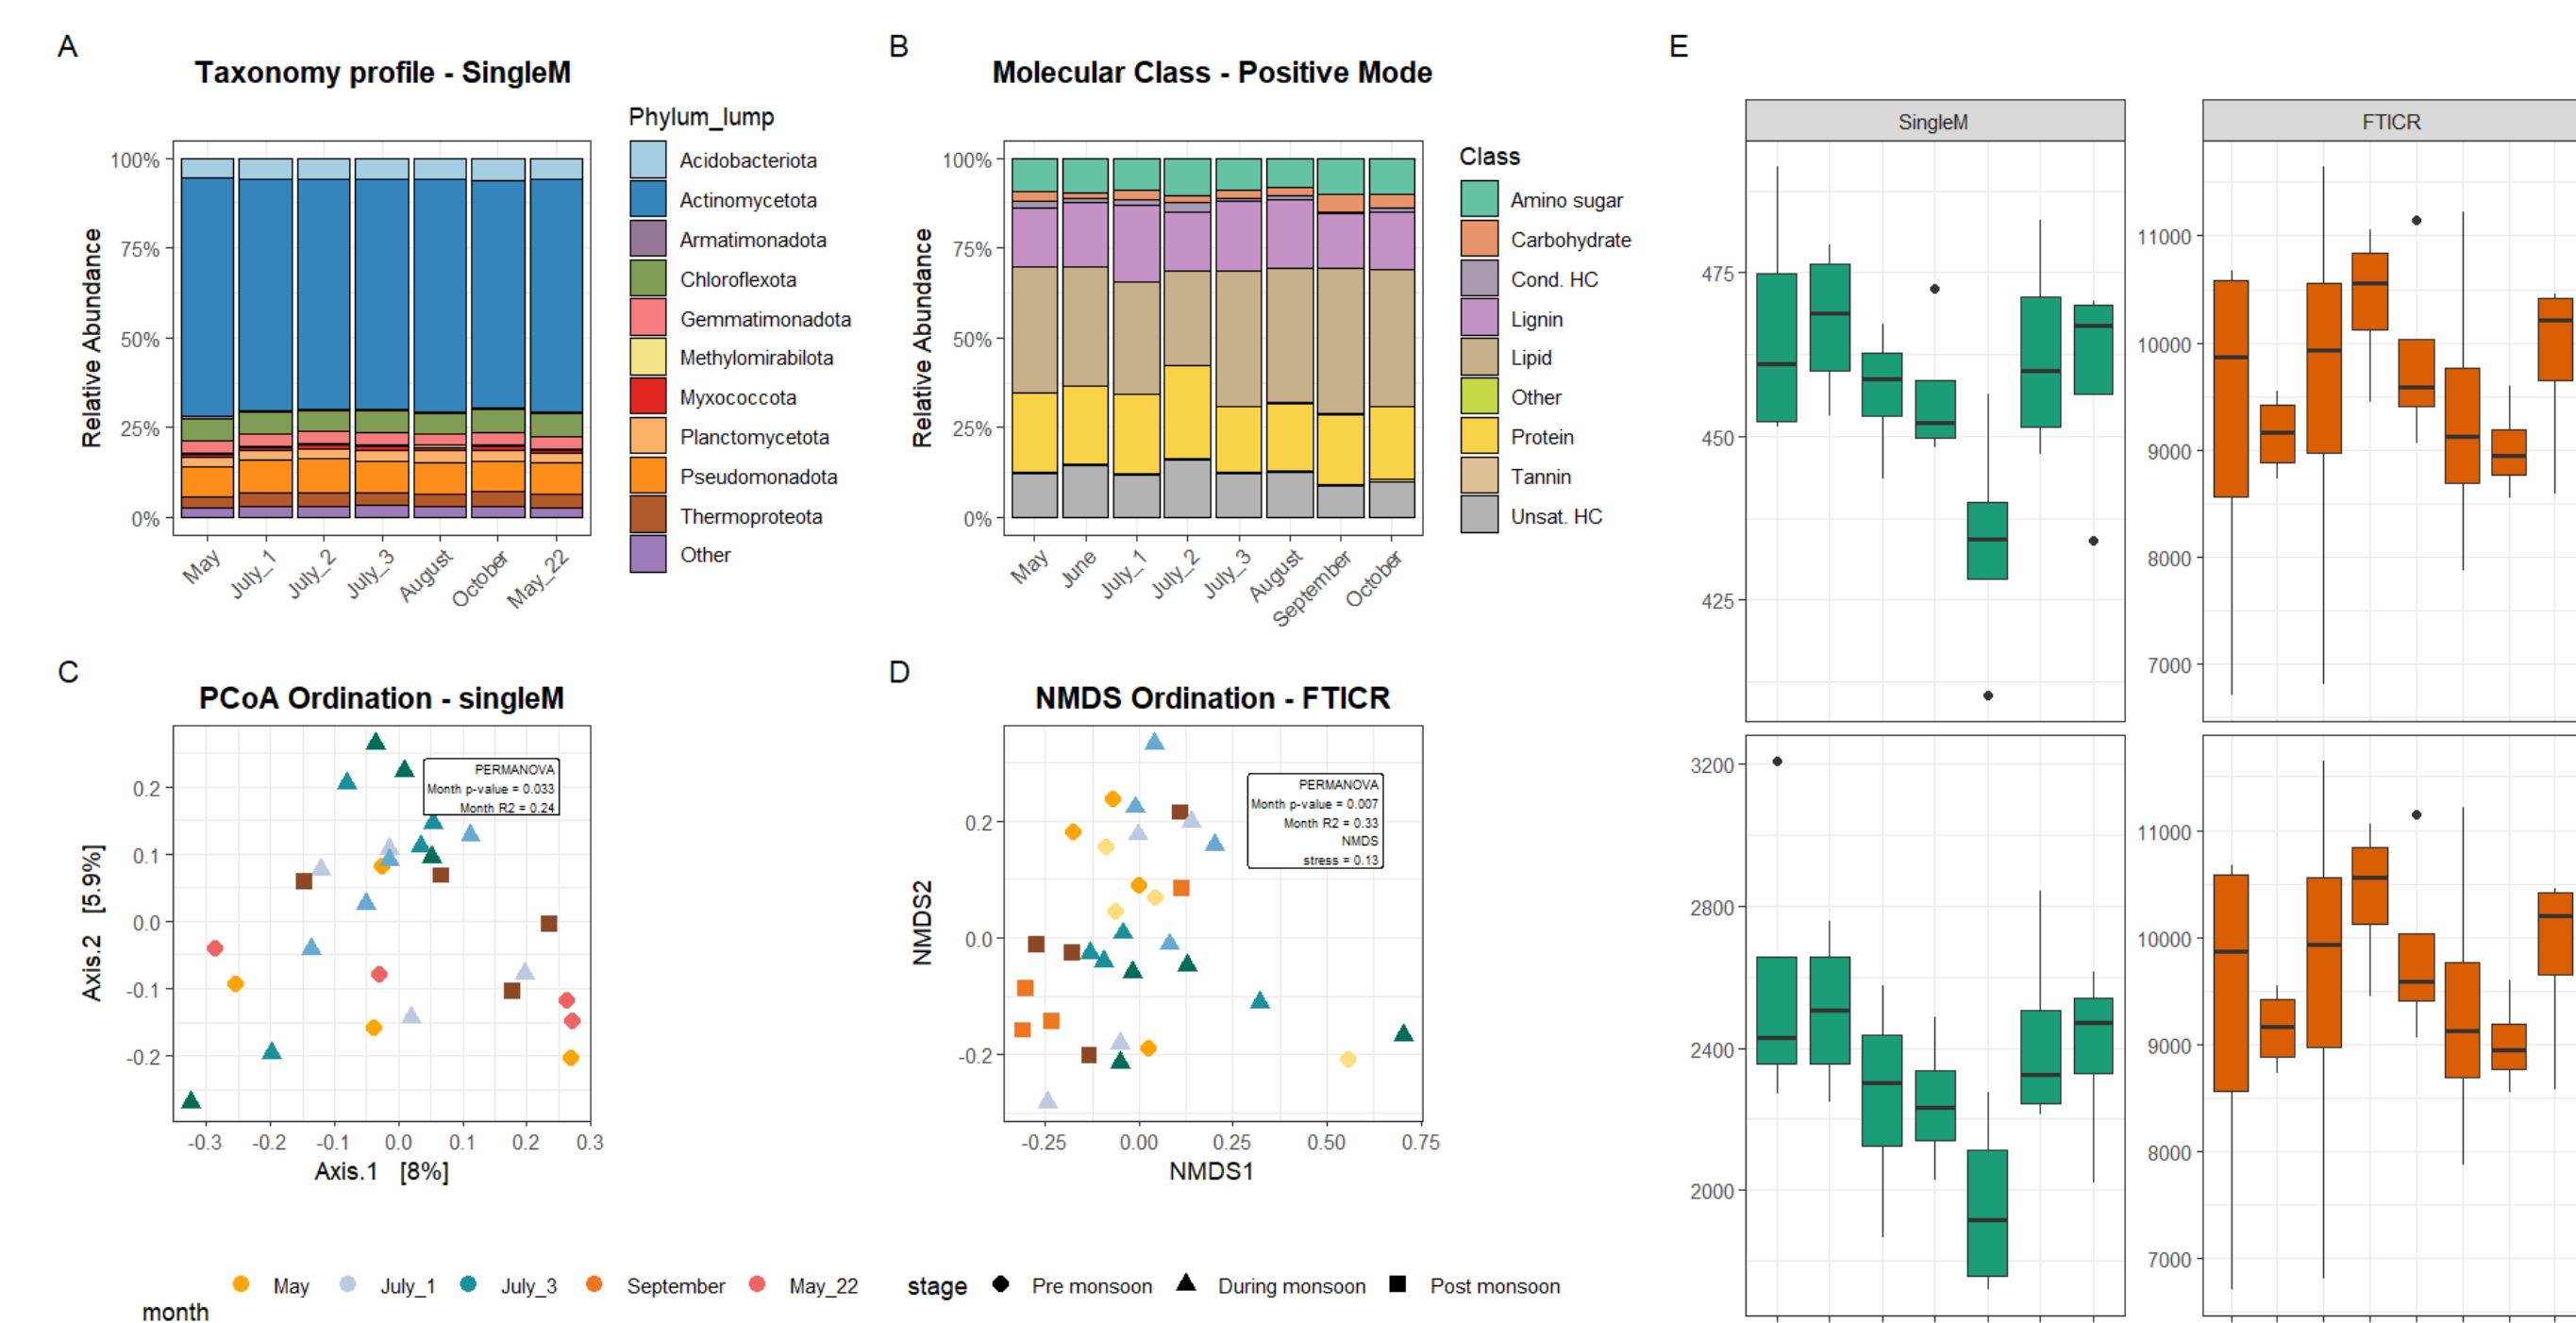 A
Taxonomy profile - SingleM
Relative Abundance
100%
75%
50%
25%
0%
May
July_1
July_2
July_3
August
October
May_22
Phylum_lump
Acidobacteriota
Actinomycetota
Armatimonadota
Chloroflexota
Gemmatimonadota
Methylomirabilota
Myxococcota
Planctomycetota
Pseudomonadota
Thermoproteota
Other
B
Molecular Class - Positive Mode
Relative Abundance
100%
75%
50%
25%
0%
May
June
July_1
July_2
July_3
August
September
October
Class
Amino sugar
Carbohydrate
Cond. HC
Lignin
Lipid
Other
Protein
Tannin
Unsat. HC
C
PCoA Ordination - singleM
PERMANOVA
Month p-value = 0.033
Month R2 = 0.24
Axis.2 [5.9%]
0.2
0.1
0.0
-0.1
-0.2
-0.3
-0.2
-0.1
0.0
0.1
0.2
0.3
Axis.1 [8%]
D
NMDS Ordination - FTICR
PERMANOVA
Month p-value = 0.007
Month R2 = 0.33
NMDS
stress = 0.13
NMDS2
0.2
0.0
-0.2
-0.25
0.00
0.25
0.50
0.75
NMDS1
month
May
July_1
July_3
September
May_22
stage
Pre monsoon
During monsoon
Post monsoon
E
SingleM
475
450
425
3200
2800
2400
2000
FTICR
11000
10000
9000
8000
7000
11000
10000
9000
8000
7000